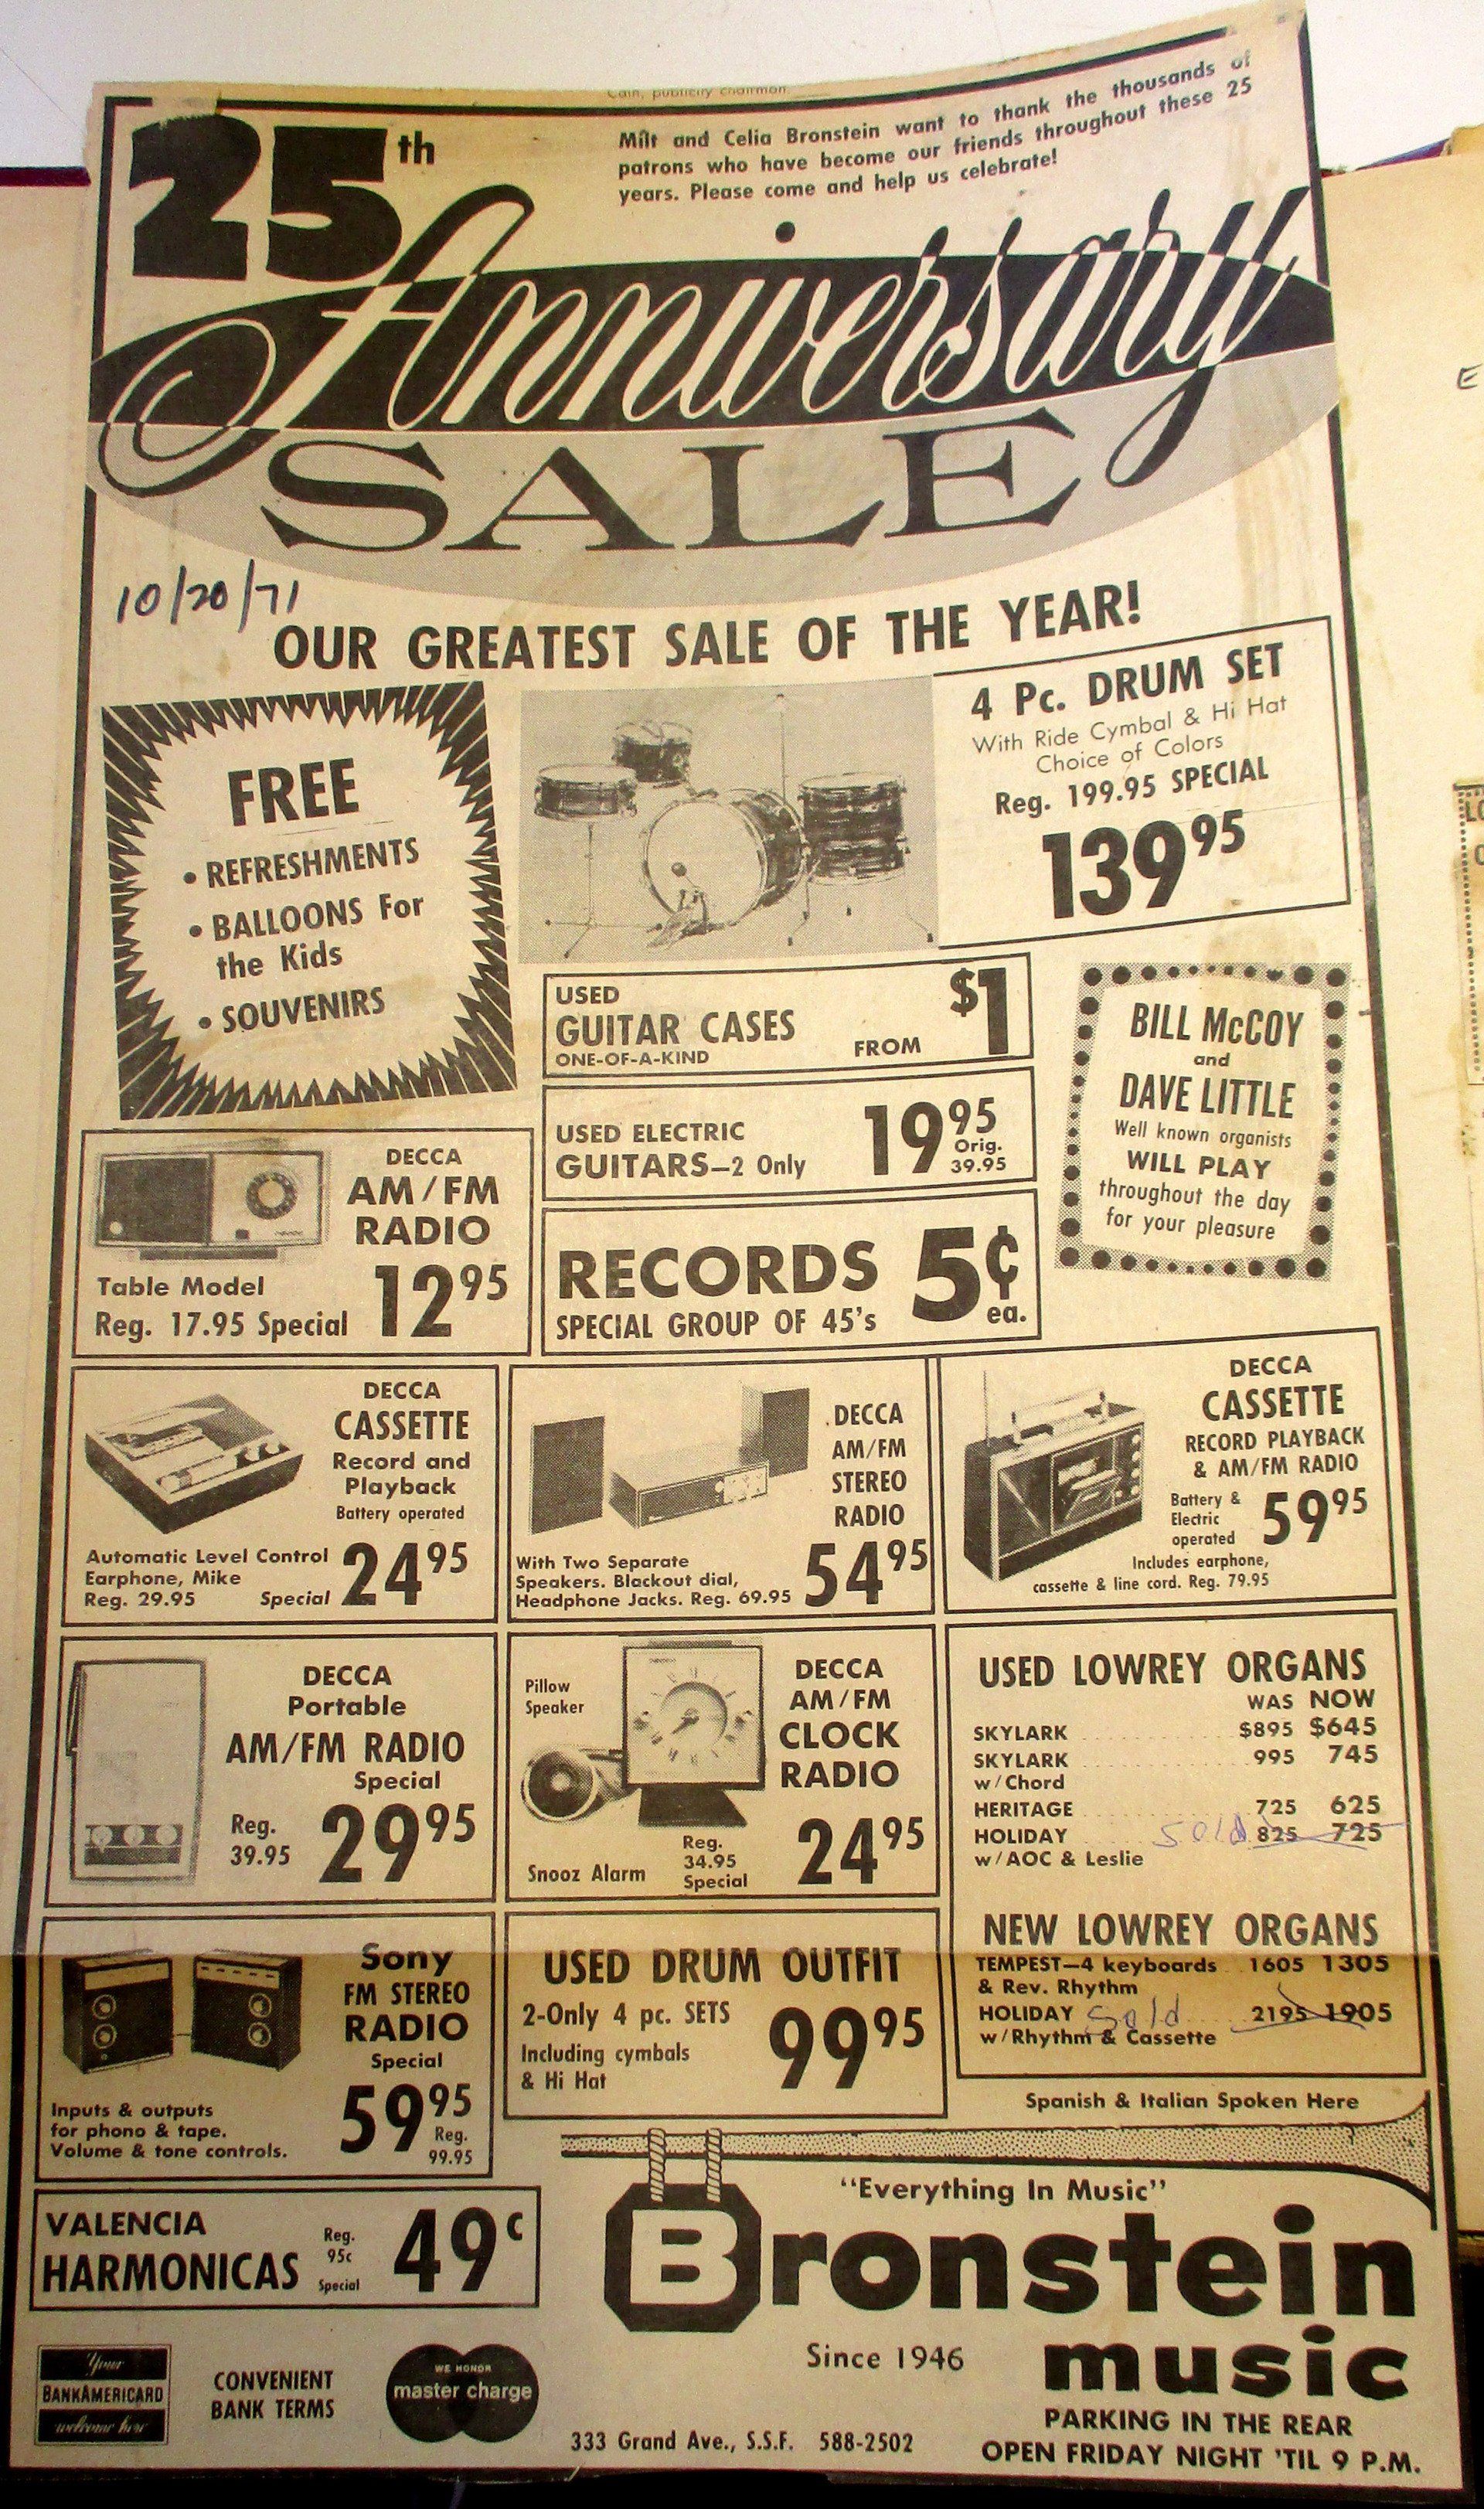 Cain, publicity chairman
25th
Milt and Celia Bronstein want to thank the thousands of
patrons who have become our friends throughout these 25
years. Please come and help us celebrate!
Anniversary
SALE
10/20/71
OUR GREATEST SALE OF THE YEAR!
FREE
• REFRESHMENTS
• BALLOONS For
the Kids
• SOUVENIRS
4 Pc. DRUM SET
With Ride Cymbal & Hi Hat
Choice of Colors
Reg. 199.95 SPECIAL
139 95
USED
GUITAR CASES
ONE-OF-A-KIND
FROM $1
USED ELECTRIC
GUITARS—2 Only
19 95
Orig.
39.95
RECORDS
SPECIAL GROUP OF 45's
5¢
ea.
BILL McCOY
and
DAVE LITTLE
Well known organists
WILL PLAY
throughout the day
for your pleasure
DECCA
AM/FM
RADIO
Table Model
Reg. 17.95 Special
12 95
DECCA
CASSETTE
Record and
Playback
Battery operated
Automatic Level Control
Earphone, Mike
Reg. 29.95 Special
24 95
DECCA
AM/FM
STEREO
RADIO
With Two Separate
Speakers. Blackout dial,
Headphone Jacks. Reg. 69.95
54 95
DECCA
CASSETTE
RECORD PLAYBACK
& AM/FM RADIO
Battery &
Electric
operated
59 95
Includes earphone,
cassette & line cord. Reg. 79.95
DECCA
Portable
AM/FM RADIO
Special
Reg.
39.95
29 95
Pillow
Speaker
DECCA
AM/FM
CLOCK
RADIO
Snooz Alarm
Reg.
34.95
Special
24 95
USED LOWREY ORGANS
WAS NOW
SKYLARK $895 $645
SKYLARK 995 745
w/Chord
HERITAGE 725 625
HOLIDAY Sold 825 725
w/AOC & Leslie
NEW LOWREY ORGANS
TEMPEST—4 keyboards 1605 1305
& Rev. Rhythm
HOLIDAY Sold 2195 1905
w/Rhythm & Cassette
Sony
FM STEREO
RADIO
Special
59 95
Reg.
99.95
Inputs & outputs
for phono & tape.
Volume & tone controls.
USED DRUM OUTFIT
2-Only 4 pc. SETS
Including cymbals
& Hi Hat
99 95
Spanish & Italian Spoken Here
VALENCIA
HARMONICAS
Reg.
95c
Special
49c
"Everything In Music"
Bronstein
music
Since 1946
Your
BANKAMERICARD
welcome here
CONVENIENT
BANK TERMS
WE HONOR
master charge
333 Grand Ave., S.S.F. 588-2502
PARKING IN THE REAR
OPEN FRIDAY NIGHT 'TIL 9 P.M.